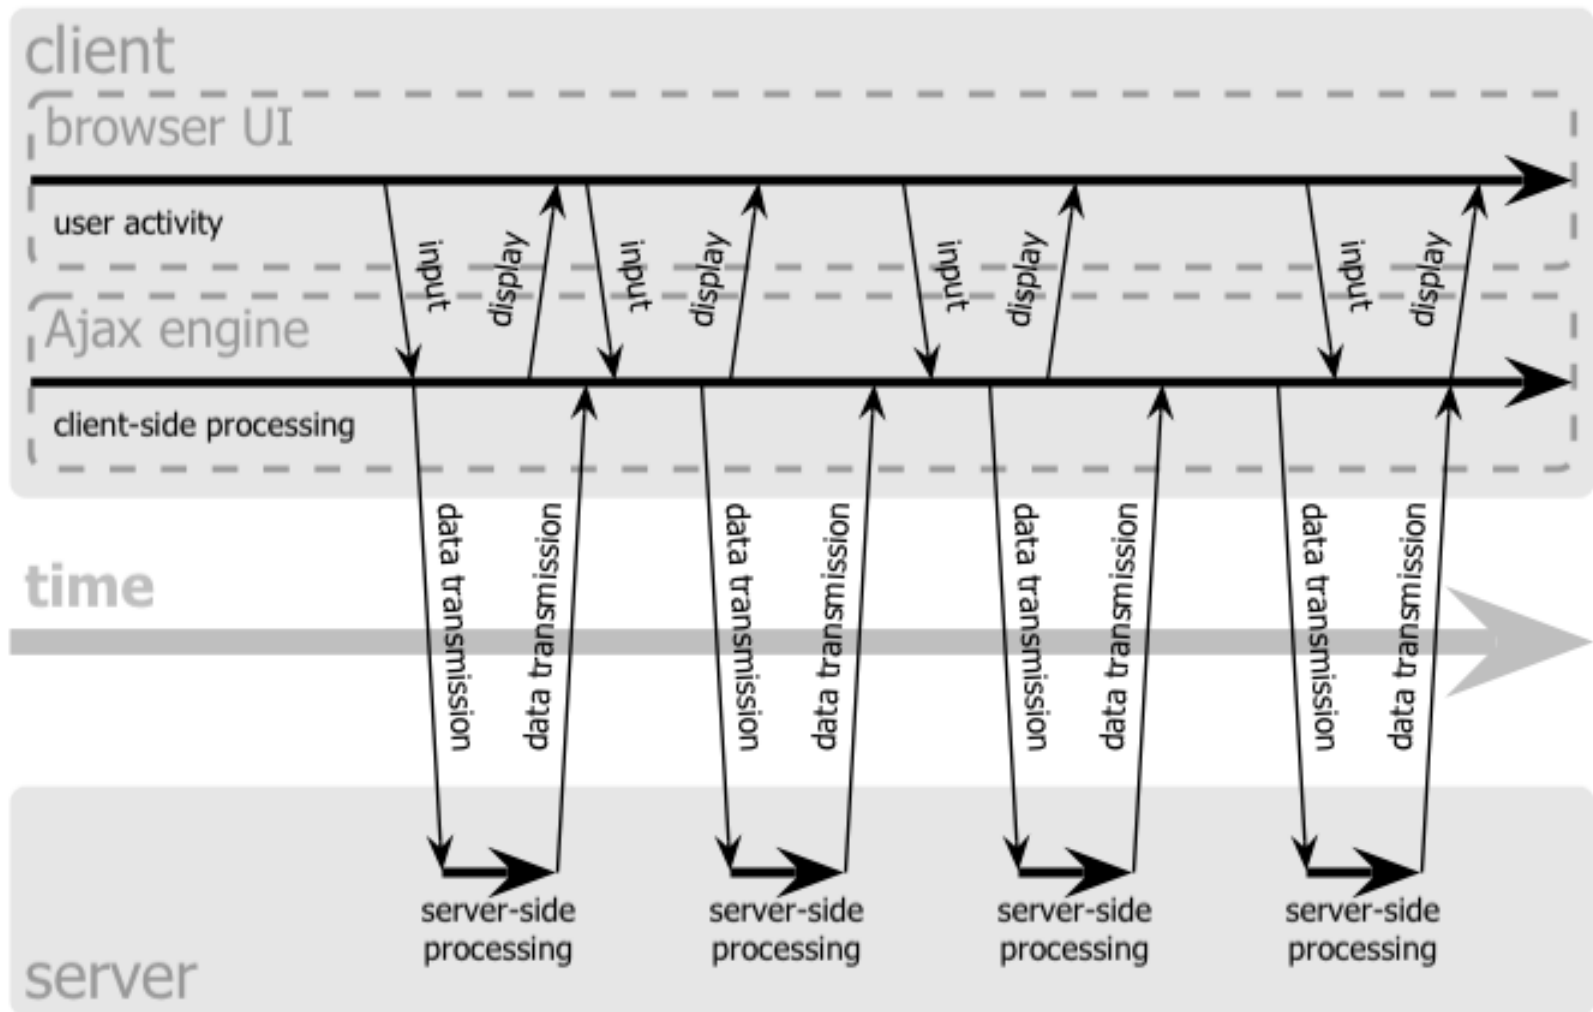 client
browser UI
user activity
input
display
input
display
input
display
input
display
Ajax engine
client-side processing
data transmission
data transmission
data transmission
data transmission
data transmission
data transmission
data transmission
data transmission
time
server-side
processing
server-side
processing
server-side
processing
server-side
processing
server